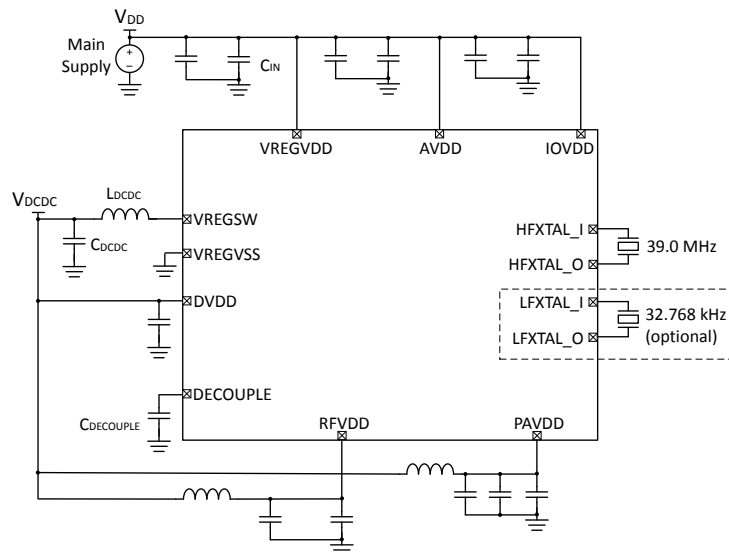 VDD
Main
Supply
+
−
CIN
VREGVDD
AVDD
IOVDD
VDCDC
LDCDC
VREGSW
CDCDC
VREGVSS
DVDD
DECOUPLE
CDECOUPLE
HFXTAL_I
HFXTAL_O
39.0 MHz
LFXTAL_I
LFXTAL_O
32.768 kHz
(optional)
RFVDD
PAVDD